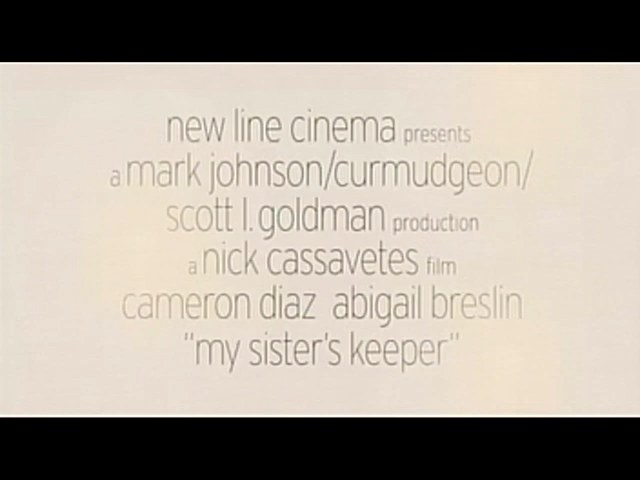 new line cinema presents
a mark johnson/curmudgeon/
scott l. goldman production
a nick cassavetes film
cameron diaz abigail breslin
"my sister's keeper"